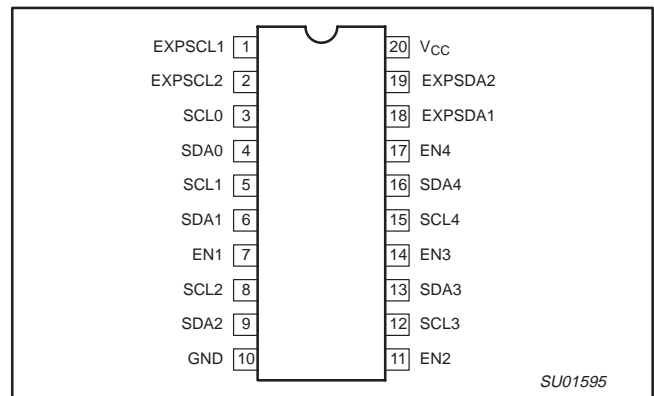 EXPSCL1 1 20 VCC
EXPSCL2 2 19 EXPSDA2
SCL0 3 18 EXPSDA1
SDA0 4 17 EN4
SCL1 5 16 SDA4
SDA1 6 15 SCL4
EN1 7 14 EN3
SCL2 8 13 SDA3
SDA2 9 12 SCL3
GND 10 11 EN2
SU01595